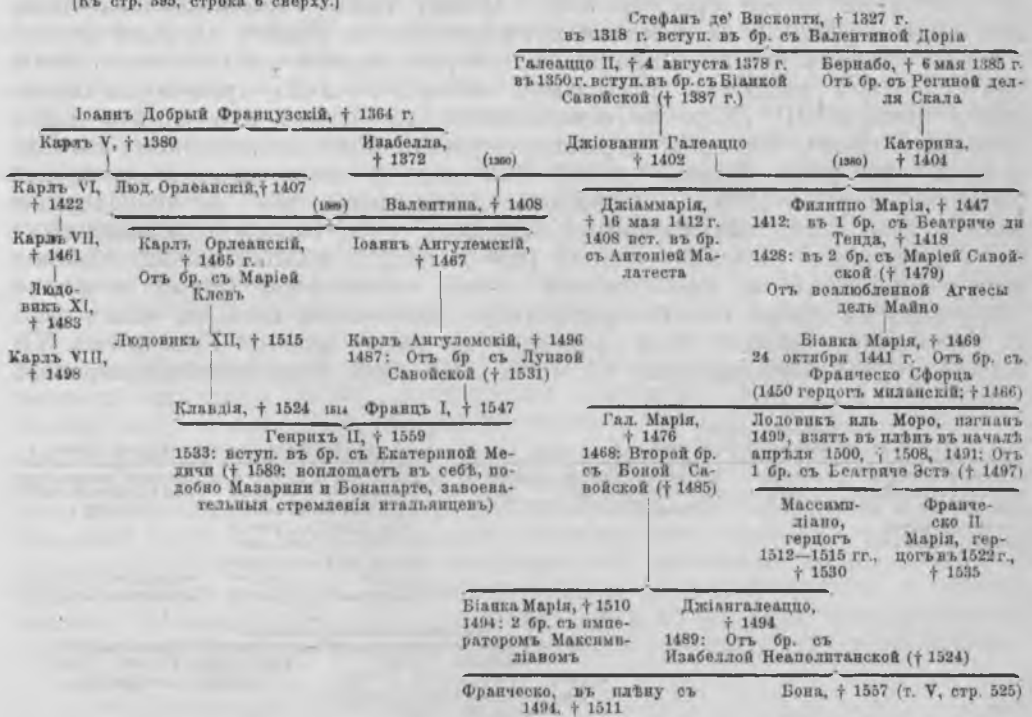 (Къ стр. 395, строка 6 сверху.)
Стефанъ де' Висконти, † 1327 г.
въ 1318 г. вступ. въ бр. съ Валентиной Доріа
Галеаццо II, † 4 августа 1378 г.
въ 1350 г. вступ. въ бр. съ Біанкой
Савойской († 1387 г.)
Бернабо, † 6 мая 1385 г.
Отъ бр. съ Региной дел-
ля Скала
Іоаннъ Добрый Французскій, † 1364 г.
Карлъ V, † 1380
Изабелла,
† 1372
(1360)
Джіованни Галеаццо
† 1402
(1380)
Катерина,
† 1404
Карлъ VI,
† 1422
Люд. Орлеанскій, † 1407
(1389)
Валентина, † 1408
Джіаммарія,
† 16 мая 1412 г.
1408 вст. въ бр.
съ Антоніей Ма-
латеста
Филиппо Марія, † 1447
1412: въ 1 бр. съ Беатриче ди
Тенда, † 1418
1428: въ 2 бр. съ Маріей Савой-
ской († 1479)
Отъ возлюбленной Агнесы
дель Майно
Карлъ VII,
† 1461
Карлъ Орлеанскій,
† 1465 г.
Отъ бр. съ Маріей
Клевъ
Іоаннъ Ангулемскій,
† 1467
Людо-
викъ XI,
† 1483
Карлъ VIII,
† 1498
Людовикъ XII, † 1515
Карлъ Ангулемскій, † 1496
1487: Отъ бр съ Луизой
Савойской († 1531)
Біанка Марія, † 1469
24 октября 1441 г. Отъ бр. съ
Франческо Сфорца
(1450 герцогъ миланскій; † 1466)
Клавдія, † 1524 1514 Францъ I, † 1547
Генрихъ II, † 1559
1533: вступ. въ бр. съ Екатериной Ме-
дичи († 1589: воплощаетъ въ себѣ, по-
добно Мазарини и Бонапарте, завоева-
тельныя стремленія итальянцевъ)
Гал. Марія,
† 1476
1468: Второй бр.
съ Боной Са-
войской († 1485)
Лодовикъ иль Моро, изгнанъ
1499, взятъ въ плѣнъ въ началѣ
апрѣля 1500, † 1508, 1491: Отъ
1 бр. съ Беатриче Эстэ († 1497)
Массими-
ліано,
герцогъ
1512—1515 гг.,
† 1530
Франче-
ско II
Марія, гер-
цогъ въ 1522 г.,
† 1535
Біанка Марія, † 1510
1494: 2 бр. съ импе-
раторомъ Максими-
ліаномъ
Джіангалеаццо,
† 1494
1489: Отъ бр. съ
Изабеллой Неаполитанской († 1524)
Франческо, въ плѣну съ
1494, † 1511
Бона, † 1557 (т. V, стр. 525)